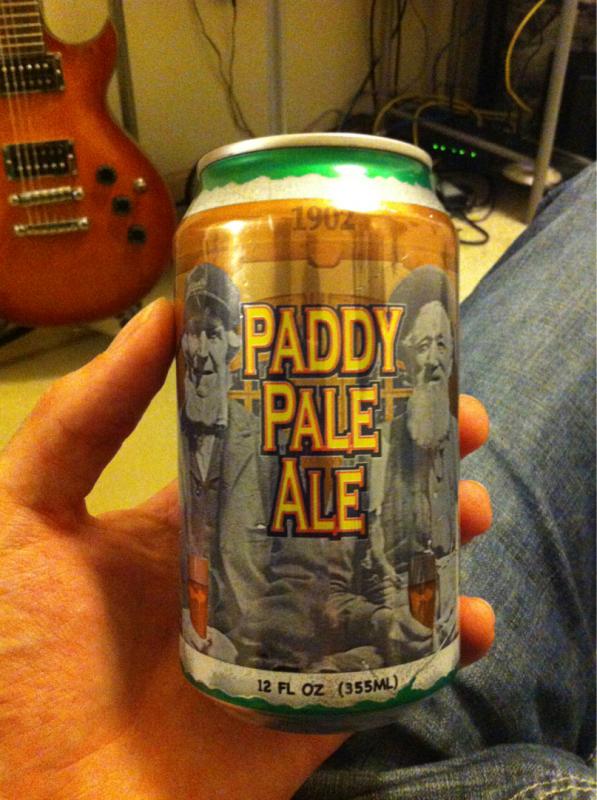 1902
PADDY
PALE
ALE
12 FL OZ (355ML)